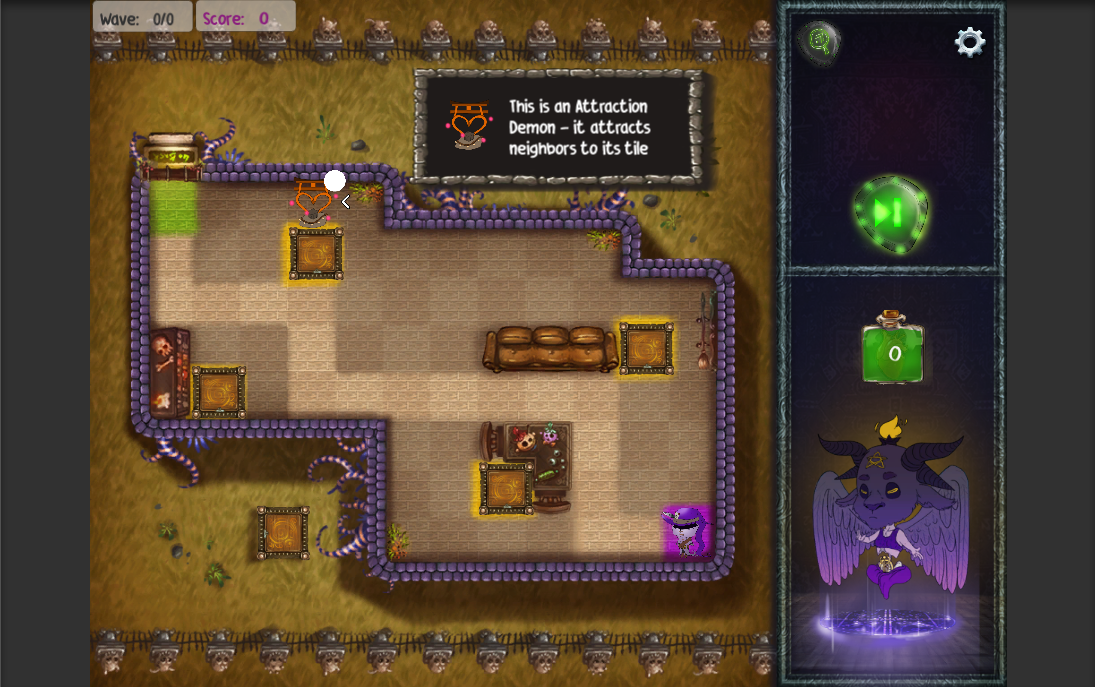 Wave: 0/0
Score: 0
This is an Attraction
Demon – it attracts
neighbors to its tile
0